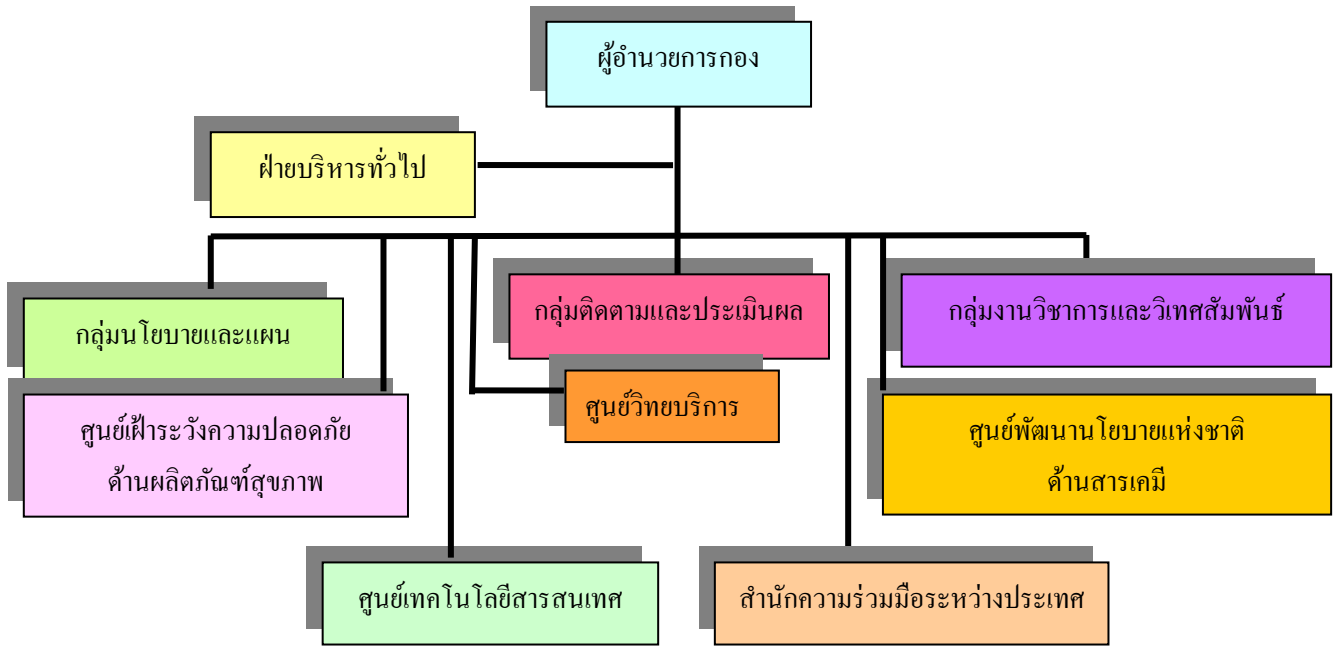 ผู้อำนวยการกอง
ฝ่ายบริหารทั่วไป
กลุ่มนโยบายและแผน
กลุ่มติดตามและประเมินผล
กลุ่มงานวิชาการและวิเทศสัมพันธ์
ศูนย์เฝ้าระวังความปลอดภัย
ด้านผลิตภัณฑ์สุขภาพ
ศูนย์วิทยบริการ
ศูนย์พัฒนานโยบายแห่งชาติ
ด้านสารเคมี
ศูนย์เทคโนโลยีสารสนเทศ
สำนักความร่วมมือระหว่างประเทศ